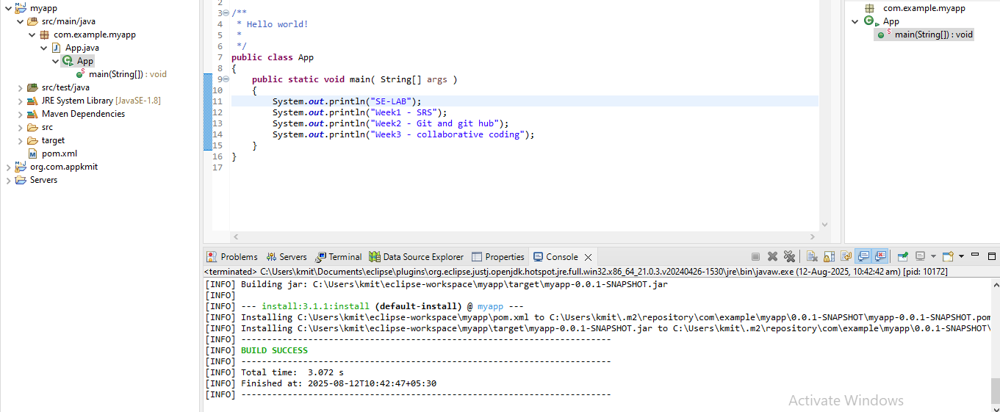 myapp
src/main/java
com.example.myapp
App.java
App
main(String[]) : void
src/test/java
JRE System Library [JavaSE-1.8]
Maven Dependencies
src
target
pom.xml
org.com.appkmit
Servers
2
3 /**
4  * Hello world!
5  *
6  */
7 public class App
8 {
9     public static void main( String[] args )
10     {
11         System.out.println("SE-LAB");
12         System.out.println("Week1 - SRS");
13         System.out.println("Week2 - Git and git hub");
14         System.out.println("Week3 - collaborative coding");
15     }
16 }
17
com.example.myapp
App
main(String[]) : void
Problems Servers Terminal Data Source Explorer Properties Console
<terminated> C:\Users\kmit\Documents\eclipse\plugins\org.eclipse.justj.openjdk.hotspot.jre.full.win32.x86_64_21.0.3.v20240426-1530\jre\bin\javaw.exe (12-Aug-2025, 10:42:42 am) [pid: 10172]
[INFO] Building jar: C:\Users\kmit\eclipse-workspace\myapp\target\myapp-0.0.1-SNAPSHOT.jar
[INFO]
[INFO] --- install:3.1.1:install (default-install) @ myapp ---
[INFO] Installing C:\Users\kmit\eclipse-workspace\myapp\pom.xml to C:\Users\kmit\.m2\repository\com\example\myapp\0.0.1-SNAPSHOT\myapp-0.0.1-SNAPSHOT.pom
[INFO] Installing C:\Users\kmit\eclipse-workspace\myapp\target\myapp-0.0.1-SNAPSHOT.jar to C:\Users\kmit\.m2\repository\com\example\myapp\0.0.1-SNAPSHOT\
[INFO] ------------------------------------------------------------------------
[INFO] BUILD SUCCESS
[INFO] ------------------------------------------------------------------------
[INFO] Total time:  3.072 s
[INFO] Finished at: 2025-08-12T10:42:47+05:30
[INFO] ------------------------------------------------------------------------
Activate Windows